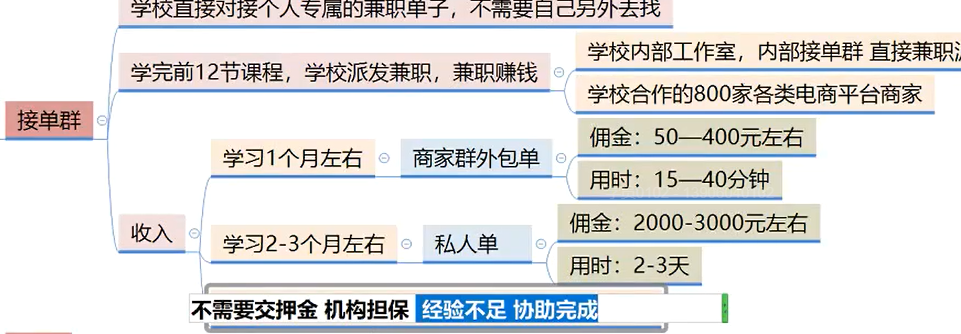 学校直接对接个人专属的兼职单子，不需要自己另外去找
学完前12节课程，学校派发兼职，兼职赚钱
学校内部工作室，内部接单群 直接兼职
学校合作的800家各类电商平台商家
接单群
收入
学习1个月左右
商家群外包单
佣金：50—400元左右
用时：15—40分钟
学习2-3个月左右
私人单
佣金：2000-3000元左右
用时：2-3天
不需要交押金 机构担保 经验不足 协助完成